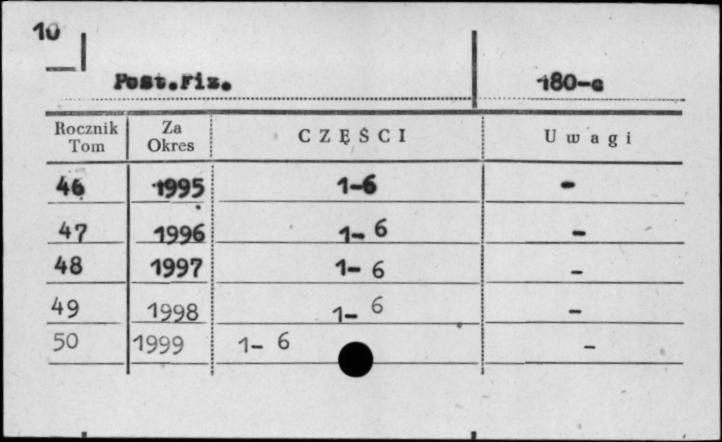 10
Post.Fiz. 180-c
Rocznik Tom Za Okres CZĘŚCI Uwagi
46 1995 1-6 -
47 1996 1- 6 -
48 1997 1- 6 -
49 1998 1- 6 -
50 1999 1- 6 -